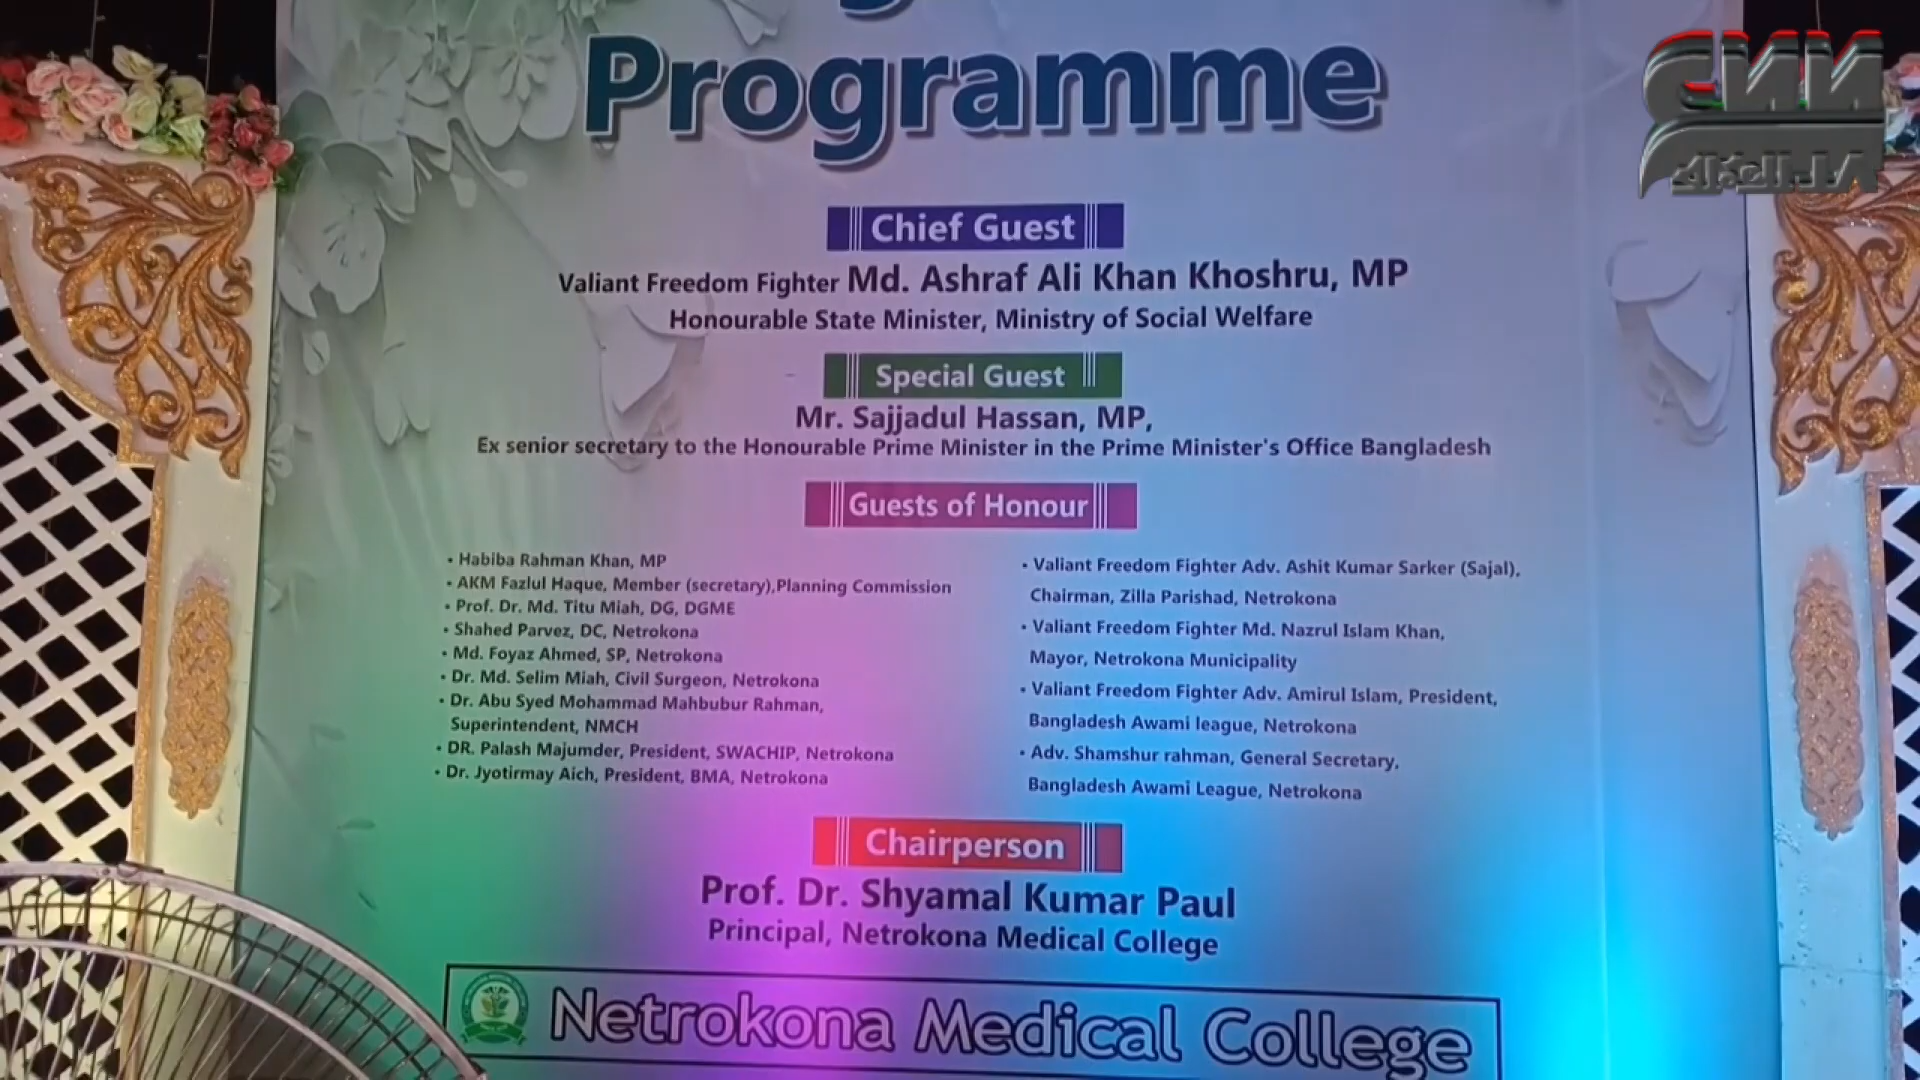 Programme
Chief Guest
Valiant Freedom Fighter Md. Ashraf Ali Khan Khoshru, MP
Honourable State Minister, Ministry of Social Welfare
Special Guest
Mr. Sajjadul Hassan, MP,
Ex senior secretary to the Honourable Prime Minister in the Prime Minister's Office Bangladesh
Guests of Honour
• Habiba Rahman Khan, MP
• AKM Fazlul Haque, Member (secretary),Planning Commission
• Prof. Dr. Md. Titu Miah, DG, DGME
• Shahed Parvez, DC, Netrokona
• Md. Foyaz Ahmed, SP, Netrokona
• Dr. Md. Selim Miah, Civil Surgeon, Netrokona
• Dr. Abu Syed Mohammad Mahbubur Rahman,
Superintendent, NMCH
• DR. Palash Majumder, President, SWACHIP, Netrokona
• Dr. Jyotirmay Aich, President, BMA, Netrokona
• Valiant Freedom Fighter Adv. Ashit Kumar Sarker (Sajal),
Chairman, Zilla Parishad, Netrokona
• Valiant Freedom Fighter Md. Nazrul Islam Khan,
Mayor, Netrokona Municipality
• Valiant Freedom Fighter Adv. Amirul Islam, President,
Bangladesh Awami league, Netrokona
• Adv. Shamshur rahman, General Secretary,
Bangladesh Awami League, Netrokona
Chairperson
Prof. Dr. Shyamal Kumar Paul
Principal, Netrokona Medical College
Netrokona Medical College